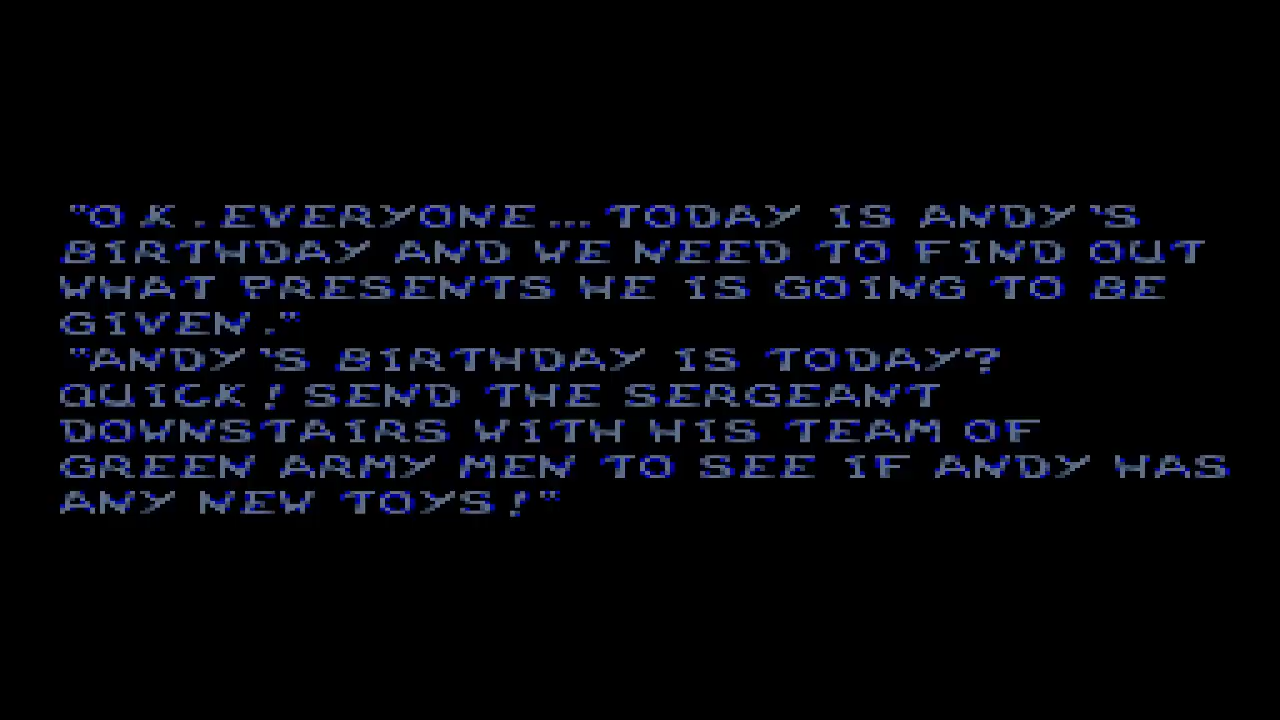 "O K . EVERYONE...TODAY IS ANDY'S
BIRTHDAY AND WE NEED TO FIND OUT
WHAT PRESENTS HE IS GOING TO BE
GIVEN."
"ANDY'S BIRTHDAY IS TODAY?
QUICK! SEND THE SERGEANT
DOWNSTAIRS WITH HIS TEAM OF
GREEN ARMY MEN TO SEE IF ANDY HAS
ANY NEW TOYS!"